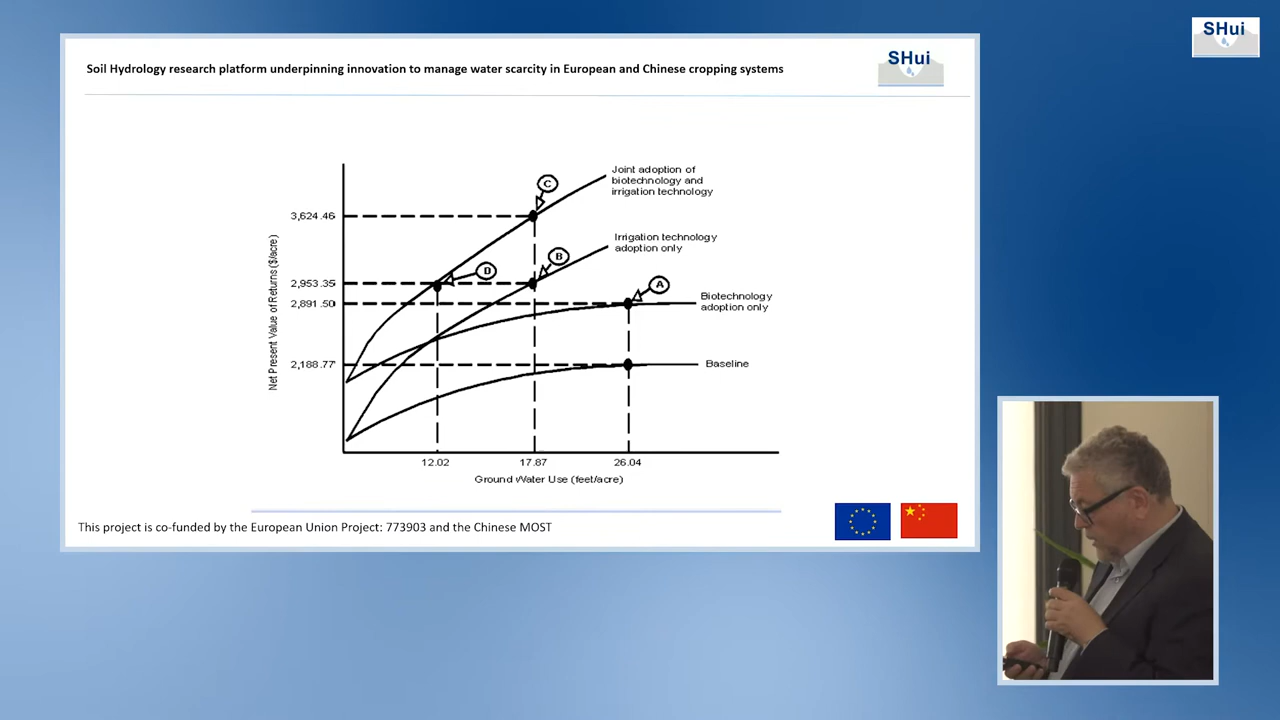 SHui
Soil Hydrology research platform underpinning innovation to manage water scarcity in European and Chinese cropping systems
SHui
Joint adoption of
biotechnology and
irrigation technology
C
3,624.46
Irrigation technology
adoption only
B
D
2,953.35
A
2,891.50
Biotechnology
adoption only
2,188.77
Baseline
Net Present Value of Returns ($/acre)
12.02
17.87
26.04
Ground Water Use (feet/acre)
This project is co-funded by the European Union Project: 773903 and the Chinese MOST